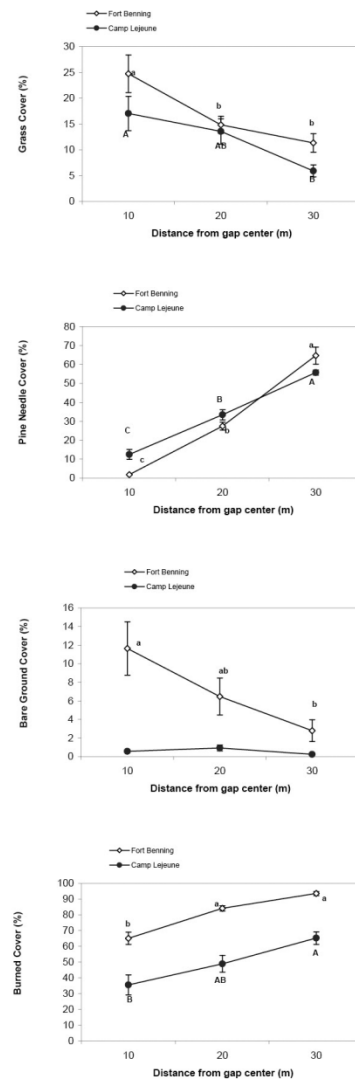 Fort Benning
Camp Lejeune
30
25
20
15
10
5
0
Grass Cover (%)
a
b
b
A
AB
B
10 20 30
Distance from gap center (m)
Fort Benning
Camp Lejeune
80
70
60
50
40
30
20
10
0
Pine Needle Cover (%)
a
C
B
A
c
b
10 20 30
Distance from gap center (m)
Fort Benning
Camp Lejeune
16
14
12
10
8
6
4
2
0
Bare Ground Cover (%)
a
ab
b
10 20 30
Distance from gap center (m)
Fort Benning
Camp Lejeune
100
90
80
70
60
50
40
30
20
10
0
Burned Cover (%)
b
a
a
B
AB
A
10 20 30
Distance from gap center (m)